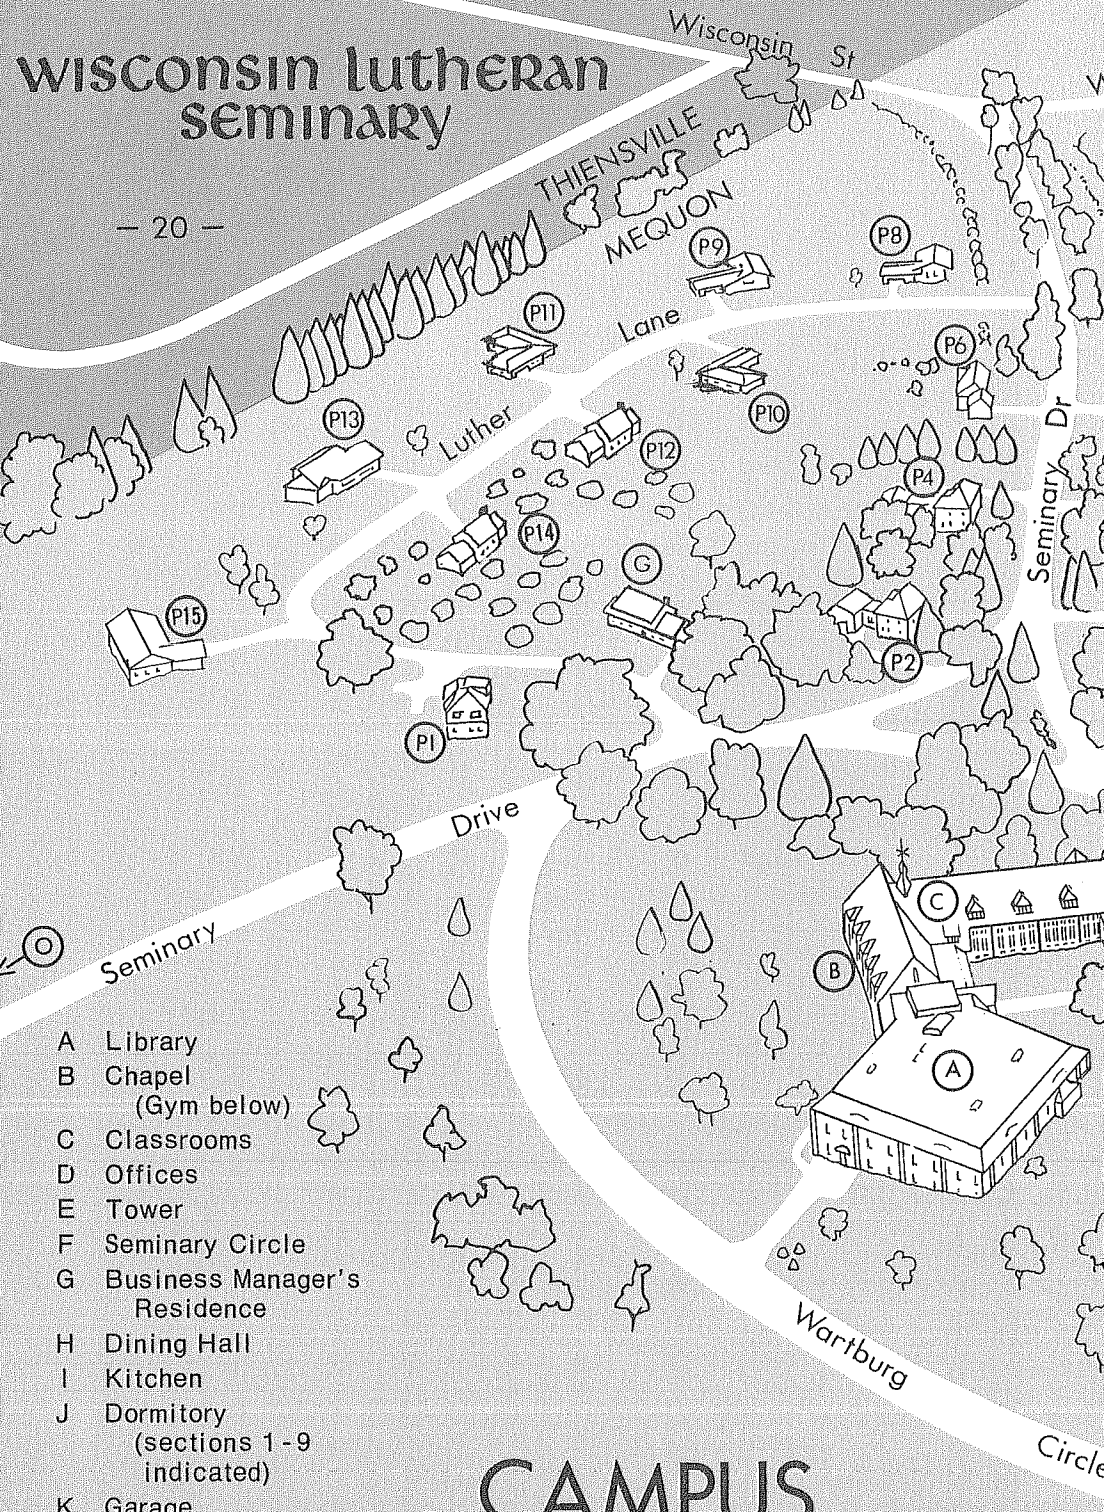 WISCONSIN LUTHERAN
SEMINARY
— 20 —
Wisconsin St
W
THIENSVILLE
MEQUON
P9
P8
P11
Lane
P6
P10
P13
Luther
P12
Dr
P4
P14
Seminary
G
P15
P2
P1
Drive
C
Seminary
O
B
A
A Library
B Chapel
(Gym below)
C Classrooms
D Offices
E Tower
F Seminary Circle
G Business Manager's
Residence
H Dining Hall
I Kitchen
J Dormitory
(sections 1-9
indicated)
K Garage
Wartburg
Circle
CAMPUS